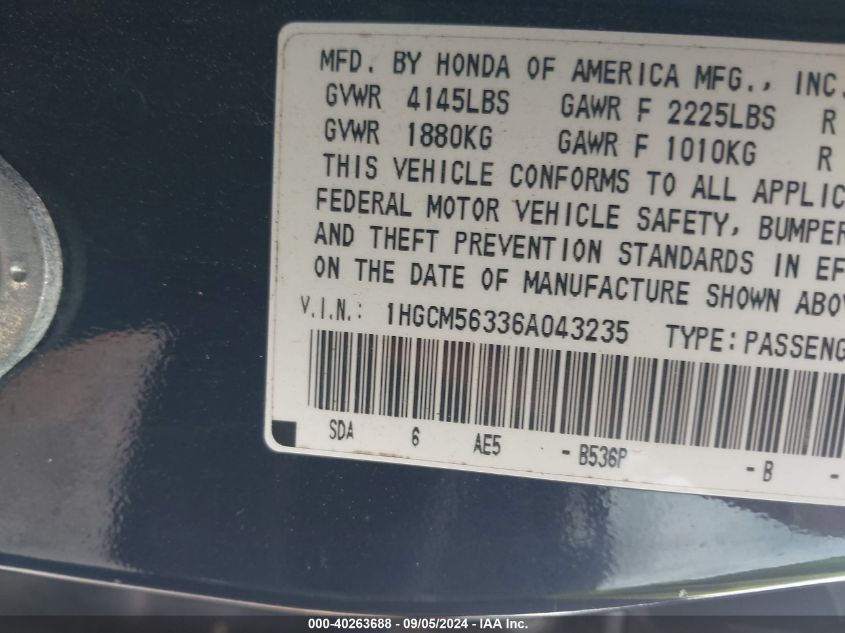 MFD. BY HONDA OF AMERICA MFG., INC.
GVWR 4145LBS GAWR F 2225LBS R
GVWR 1880KG GAWR F 1010KG R
THIS VEHICLE CONFORMS TO ALL APPLIC
FEDERAL MOTOR VEHICLE SAFETY, BUMPER
AND THEFT PREVENTION STANDARDS IN EF
ON THE DATE OF MANUFACTURE SHOWN ABO
V.I.N.: 1HGCM56336A043235 TYPE: PASSENG
SDA 6 AE5 - B536P - B -
000-40263688 - 09/05/2024 - IAA Inc.